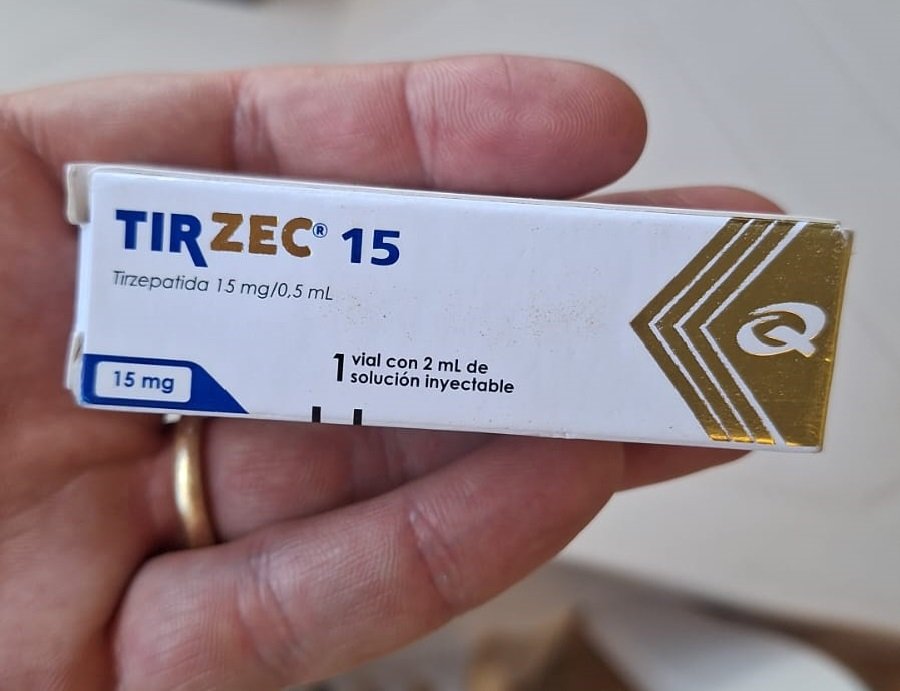 TIRZEC® 15
Tirzepatida 15 mg/0,5 mL
1 vial con 2 mL de
solución inyectable
15 mg
Q